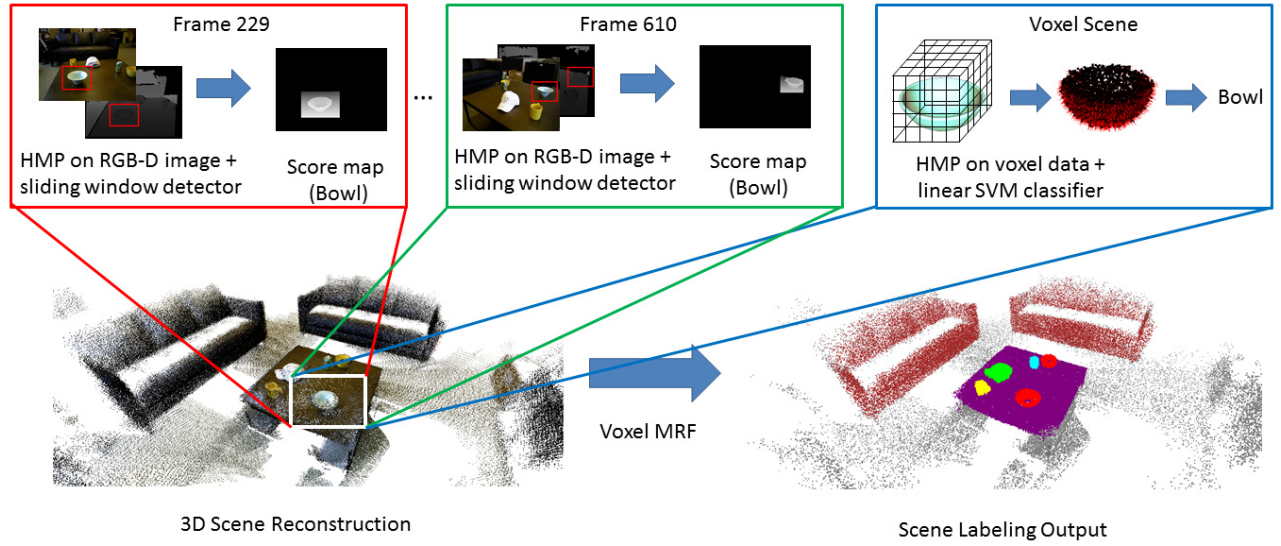 Frame 229
HMP on RGB-D image +
sliding window detector
Score map
(Bowl)
...
Frame 610
HMP on RGB-D image +
sliding window detector
Score map
(Bowl)
Voxel Scene
Bowl
HMP on voxel data +
linear SVM classifier
Voxel MRF
3D Scene Reconstruction
Scene Labeling Output